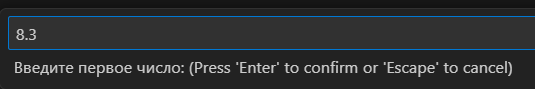 8.3
Введите первое число: (Press 'Enter' to confirm or 'Escape' to cancel)